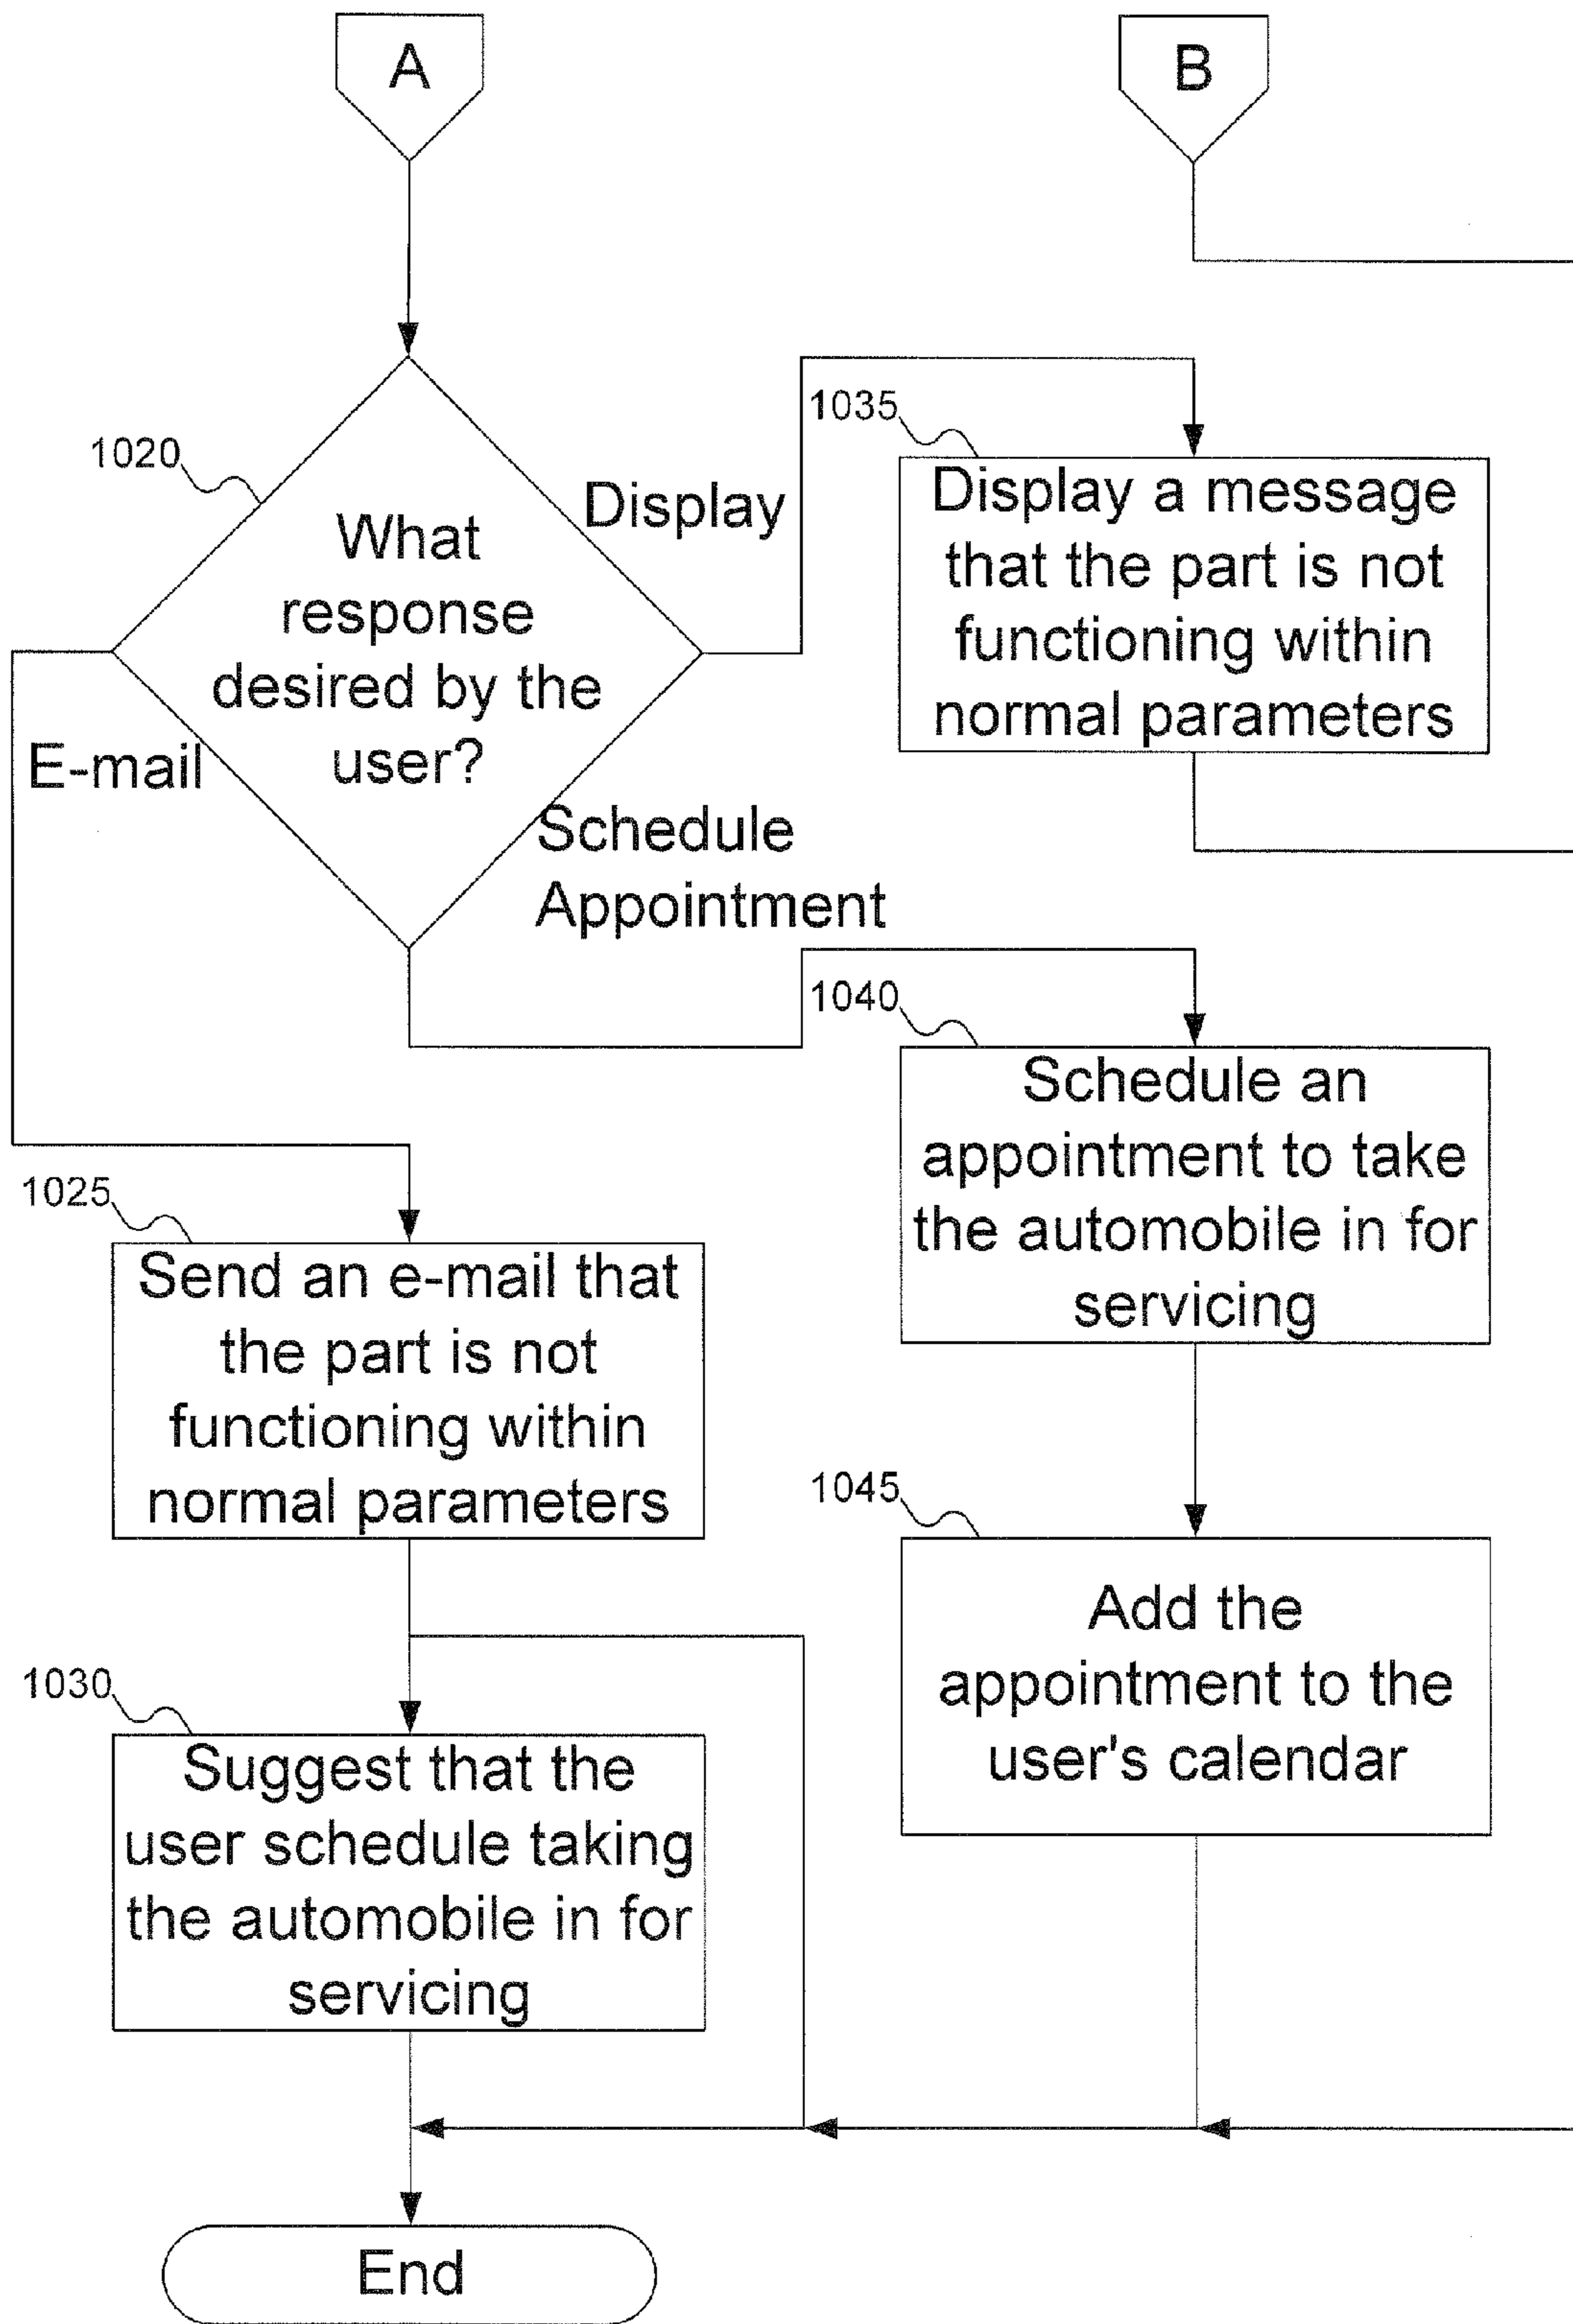 A
B
1020
What
response
desired by the
user?
Display
E-mail
Schedule
Appointment
1035
Display a message
that the part is not
functioning within
normal parameters
1040
Schedule an
appointment to take
the automobile in for
servicing
1025
Send an e-mail that
the part is not
functioning within
normal parameters
1045
Add the
appointment to the
user's calendar
1030
Suggest that the
user schedule taking
the automobile in for
servicing
End